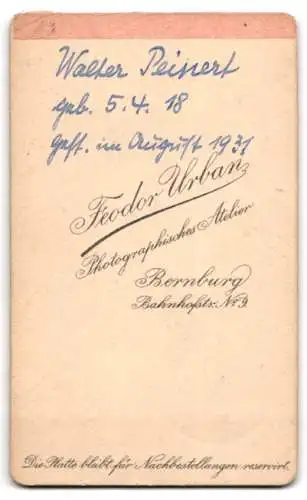 Walter Peinert
geb. 5.4. 18
gest. im August 1931
Feodor Urban,
Photographisches Atelier
Bernburg
Bahnhofstr. No 9.
Die Platte bleibt für Nachbestellungen reservirt.